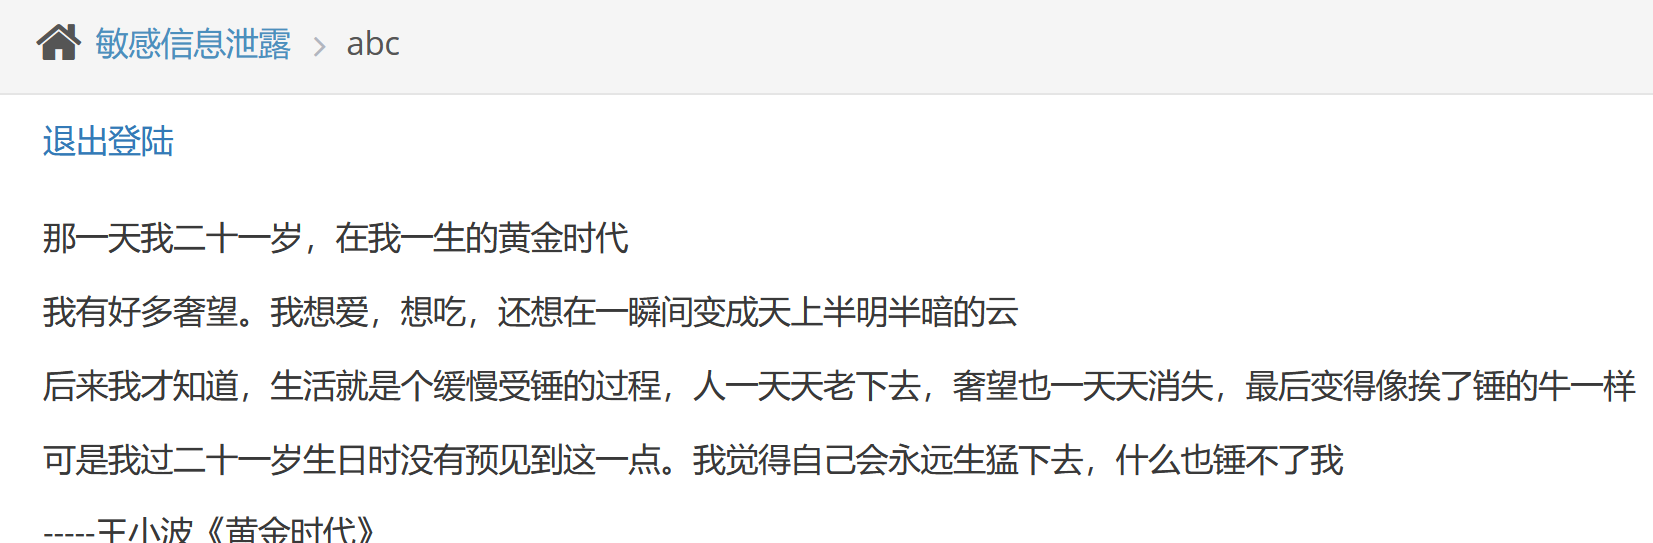 敏感信息泄露 > abc
退出登陆
那一天我二十一岁，在我一生的黄金时代
我有好多奢望。我想爱，想吃，还想在一瞬间变成天上半明半暗的云
后来我才知道，生活就是个缓慢受锤的过程，人一天天老下去，奢望也一天天消失，最后变得像挨了锤的牛一样
可是我过二十一岁生日时没有预见到这一点。我觉得自己会永远生猛下去，什么也锤不了我
-----王小波《黄金时代》